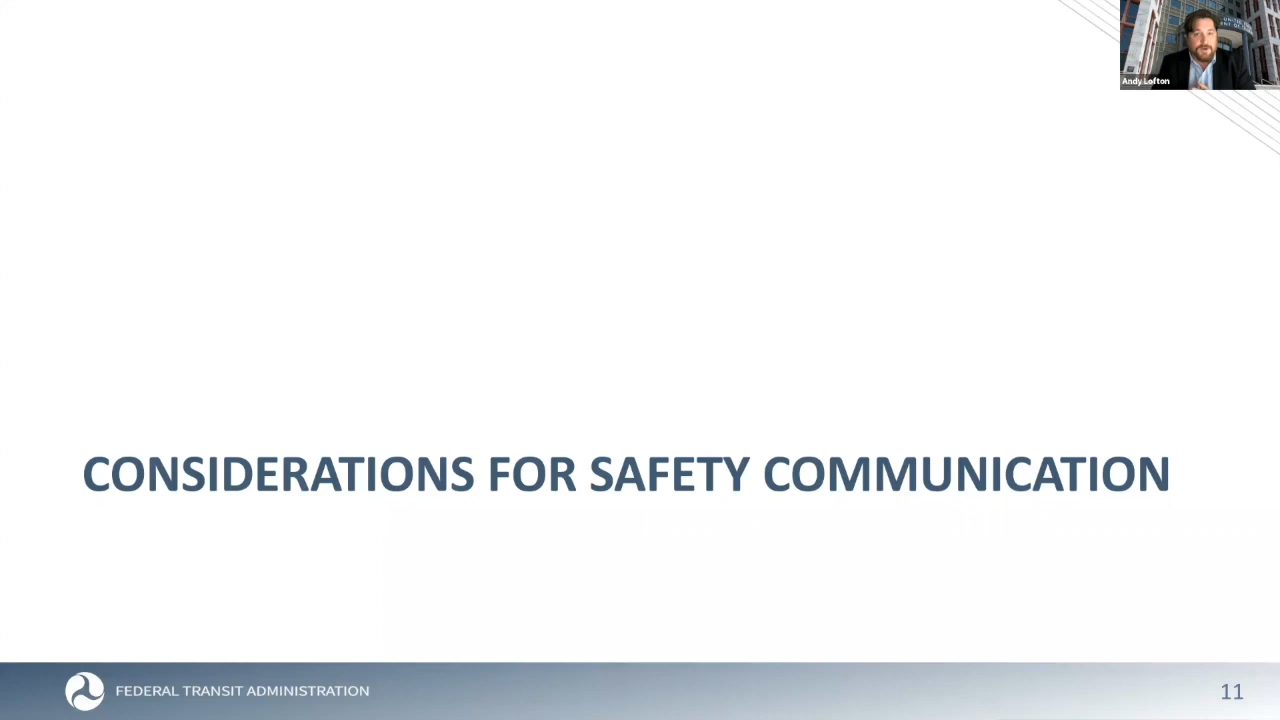 Andy Lofton
CONSIDERATIONS FOR SAFETY COMMUNICATION
FEDERAL TRANSIT ADMINISTRATION
11